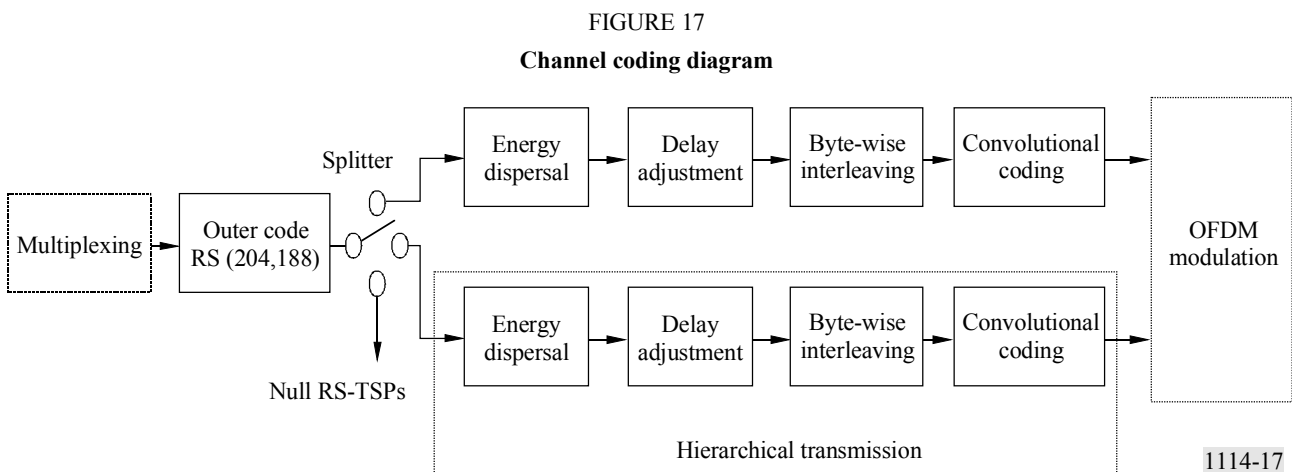 FIGURE 17
Channel coding diagram
Splitter
Energy
dispersal
Delay
adjustment
Byte-wise
interleaving
Convolutional
coding
Multiplexing
Outer code
RS (204,188)
OFDM
modulation
Energy
dispersal
Delay
adjustment
Byte-wise
interleaving
Convolutional
coding
Null RS-TSPs
Hierarchical transmission
1114-17